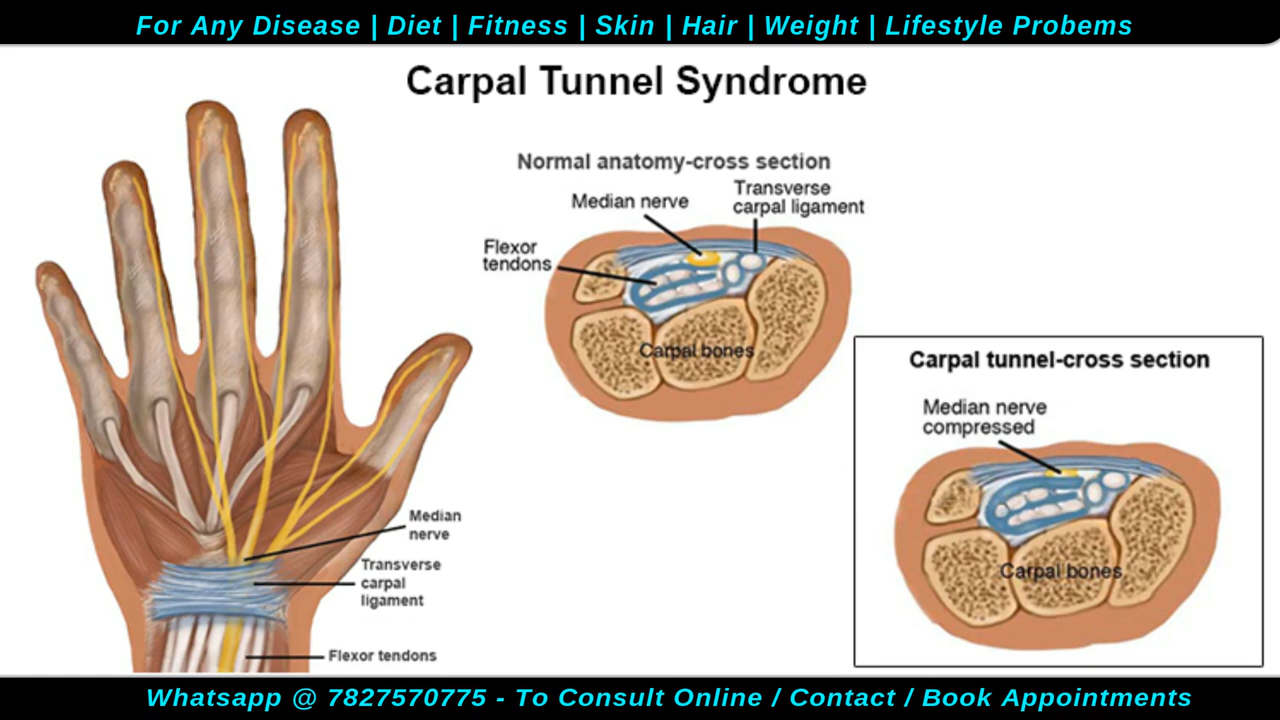 For Any Disease | Diet | Fitness | Skin | Hair | Weight | Lifestyle Probems
Carpal Tunnel Syndrome
Normal anatomy-cross section
Median nerve
Transverse
carpal ligament
Flexor
tendons
Carpal bones
Carpal tunnel-cross section
Median nerve
compressed
Carpal bones
Median
nerve
Transverse
carpal
ligament
Flexor tendons
Whatsapp @ 7827570775 - To Consult Online / Contact / Book Appointments